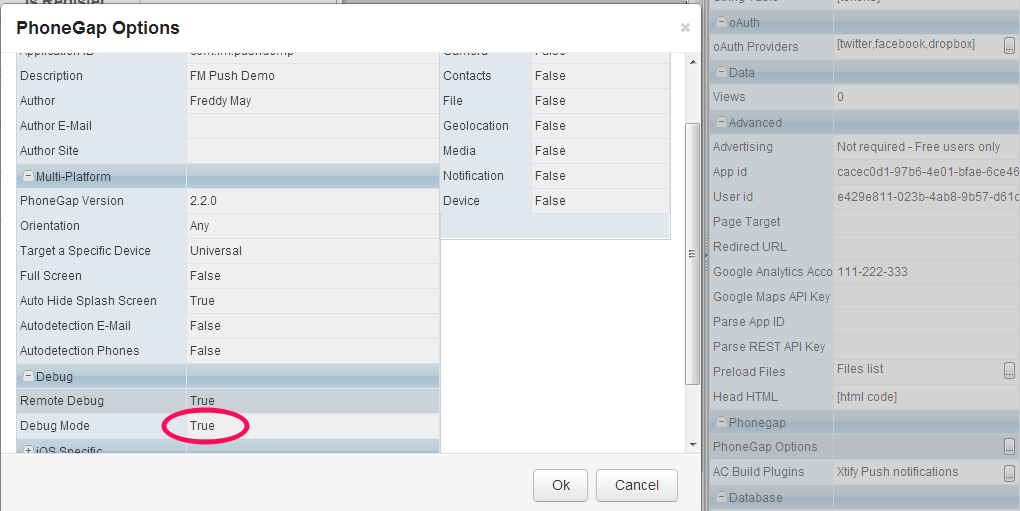 PhoneGap Options
Description FM Push Demo
Author Freddy May
Author E-Mail
Author Site
Multi-Platform
PhoneGap Version 2.2.0
Orientation Any
Target a Specific Device Universal
Full Screen False
Auto Hide Splash Screen True
Autodetection E-Mail False
Autodetection Phones False
Debug
Remote Debug True
Debug Mode True
iOS Specific
Camera False
Contacts False
File False
Geolocation False
Media False
Notification False
Device False
Ok Cancel
oAuth
oAuth Providers [twitter,facebook,dropbox] ...
Data
Views 0
Advanced
Advertising Not required - Free users only
App id cacec0d1-97b6-4e01-bfae-6ce46
User id e429e811-023b-4ab8-9b57-d61c
Page Target
Redirect URL
Google Analytics Acco 111-222-333
Google Maps API Key
Parse App ID
Parse REST API Key
Preload Files Files list ...
Head HTML [html code]
Phonegap
PhoneGap Options ...
AC Build Plugins Xtify Push notifications ...
Database